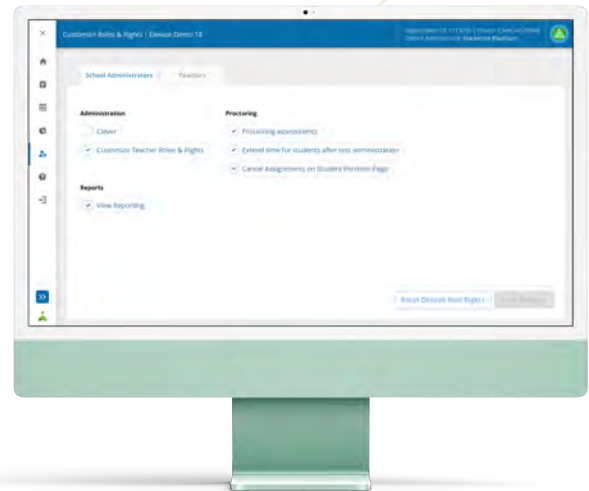 Customize Roles & Rights | Elevate Demo 18
School Administrators
Teachers
Administration
Clever
Customize Teacher Roles & Rights
Proctoring
Proctoring assessments
Extend time for students after test administration
Cancel Assignments on Student Portfolio Page
Reports
View Reporting
Reset Default Role Rights